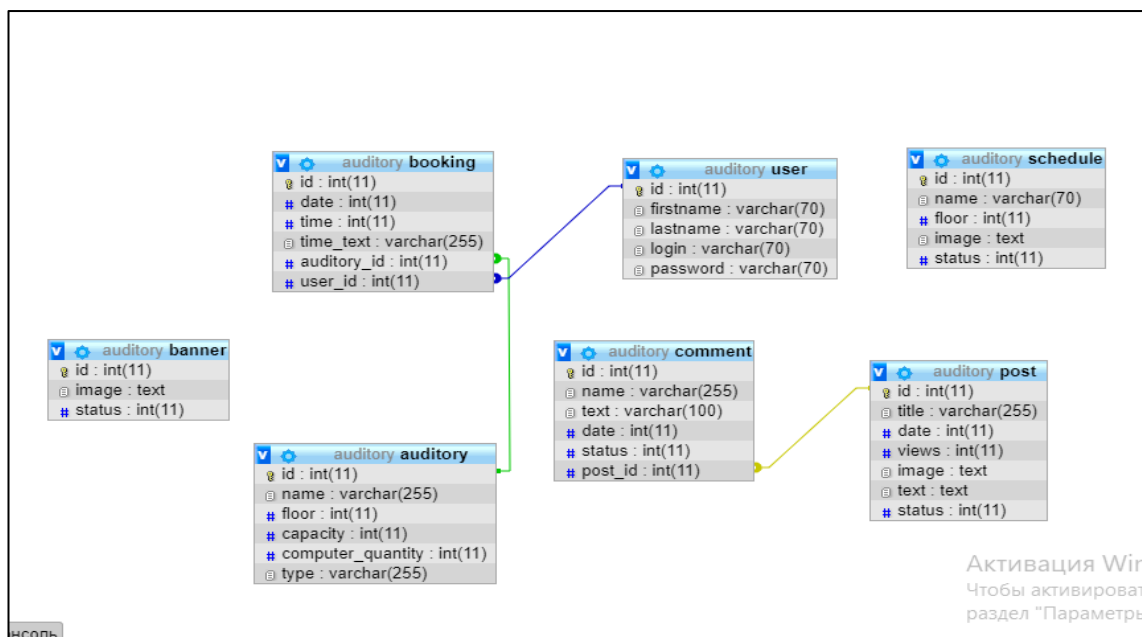 auditory booking
id : int(11)
date : int(11)
time : int(11)
time_text : varchar(255)
auditory_id : int(11)
user_id : int(11)
auditory user
id : int(11)
firstname : varchar(70)
lastname : varchar(70)
login : varchar(70)
password : varchar(70)
auditory schedule
id : int(11)
name : varchar(70)
floor : int(11)
image : text
status : int(11)
auditory banner
id : int(11)
image : text
status : int(11)
auditory comment
id : int(11)
name : varchar(255)
text : varchar(100)
date : int(11)
status : int(11)
post_id : int(11)
auditory post
id : int(11)
title : varchar(255)
date : int(11)
views : int(11)
image : text
text : text
status : int(11)
auditory auditory
id : int(11)
name : varchar(255)
floor : int(11)
capacity : int(11)
computer_quantity : int(11)
type : varchar(255)
Активация Wir
Чтобы активироват
раздел "Параметры